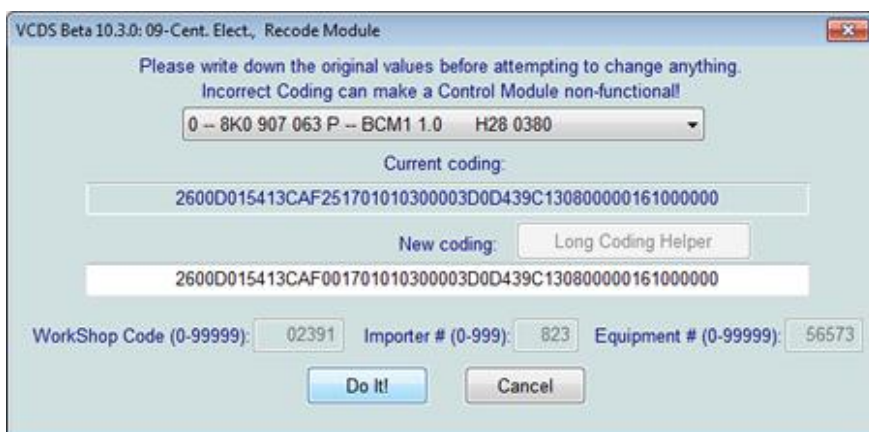 VCDS Beta 10.3.0: 09-Cent. Elect., Recode Module
Please write down the original values before attempting to change anything.
Incorrect Coding can make a Control Module non-functional!
0 -- 8K0 907 063 P -- BCM1 1.0 H28 0380
Current coding:
2600D015413CAF251701010300003D0D439C130800000161000000
New coding: Long Coding Helper
2600D015413CAF001701010300003D0D439C130800000161000000
WorkShop Code (0-99999): 02391 Importer # (0-999): 823 Equipment # (0-99999): 56573
Do It! Cancel